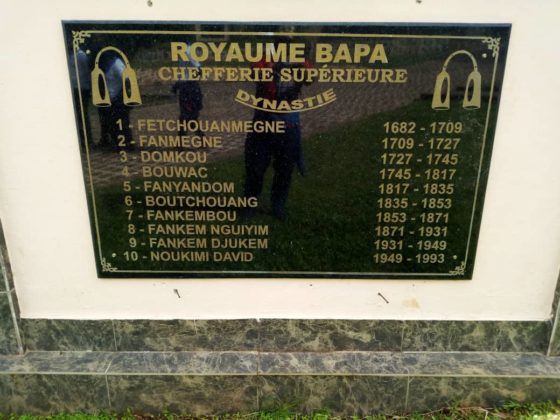 ROYAUME BAPA
CHEFFERIE SUPÉRIEURE
DYNASTIE
1 - FETCHOUANMEGNE 1682 - 1709
2 - FANMEGNE 1709 - 1727
3 - DOMKOU 1727 - 1745
4 - BOUWAC 1745 - 1817
5 - FANYANDOM 1817 - 1835
6 - BOUTCHOUANG 1835 - 1853
7 - FANKEMBOU 1853 - 1871
8 - FANKEM NGUIYIM 1871 - 1931
9 - FANKEM DJUKEM 1931 - 1949
10 - NOUKIMI DAVID 1949 - 1993